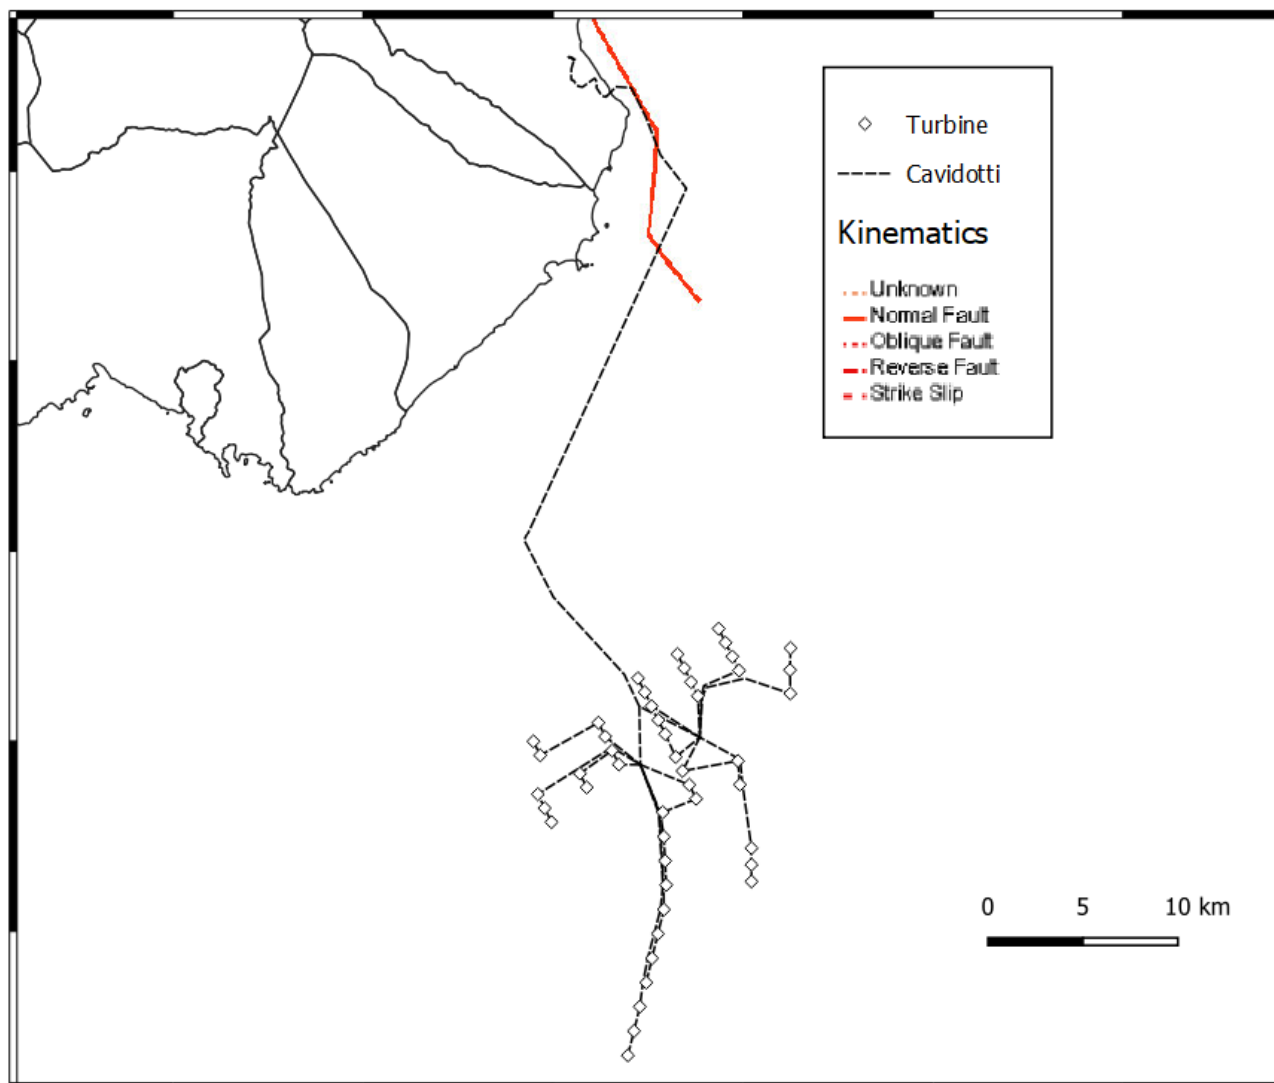 Turbine
Cavidotti
Kinematics
Unknown
Normal Fault
Oblique Fault
Reverse Fault
Strike Slip
0 5 10 km